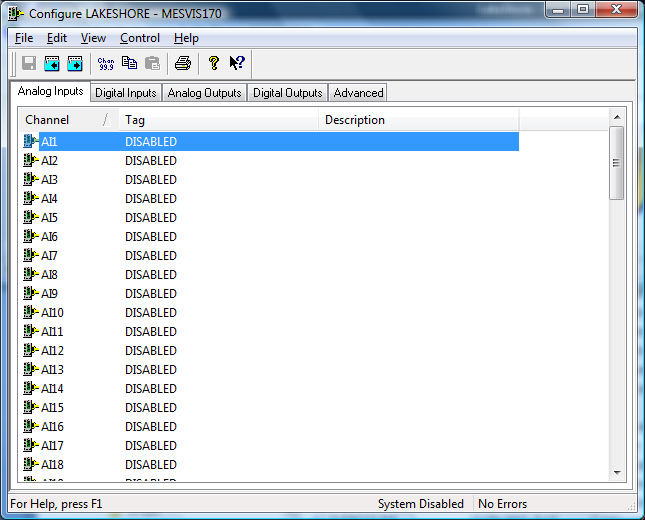 Configure LAKESHORE - MESVIS170
File Edit View Control Help
Chan
99.9
Analog Inputs Digital Inputs Analog Outputs Digital Outputs Advanced
Channel / Tag Description
AI1 DISABLED
AI2 DISABLED
AI3 DISABLED
AI4 DISABLED
AI5 DISABLED
AI6 DISABLED
AI7 DISABLED
AI8 DISABLED
AI9 DISABLED
AI10 DISABLED
AI11 DISABLED
AI12 DISABLED
AI13 DISABLED
AI14 DISABLED
AI15 DISABLED
AI16 DISABLED
AI17 DISABLED
AI18 DISABLED
For Help, press F1 System Disabled No Errors